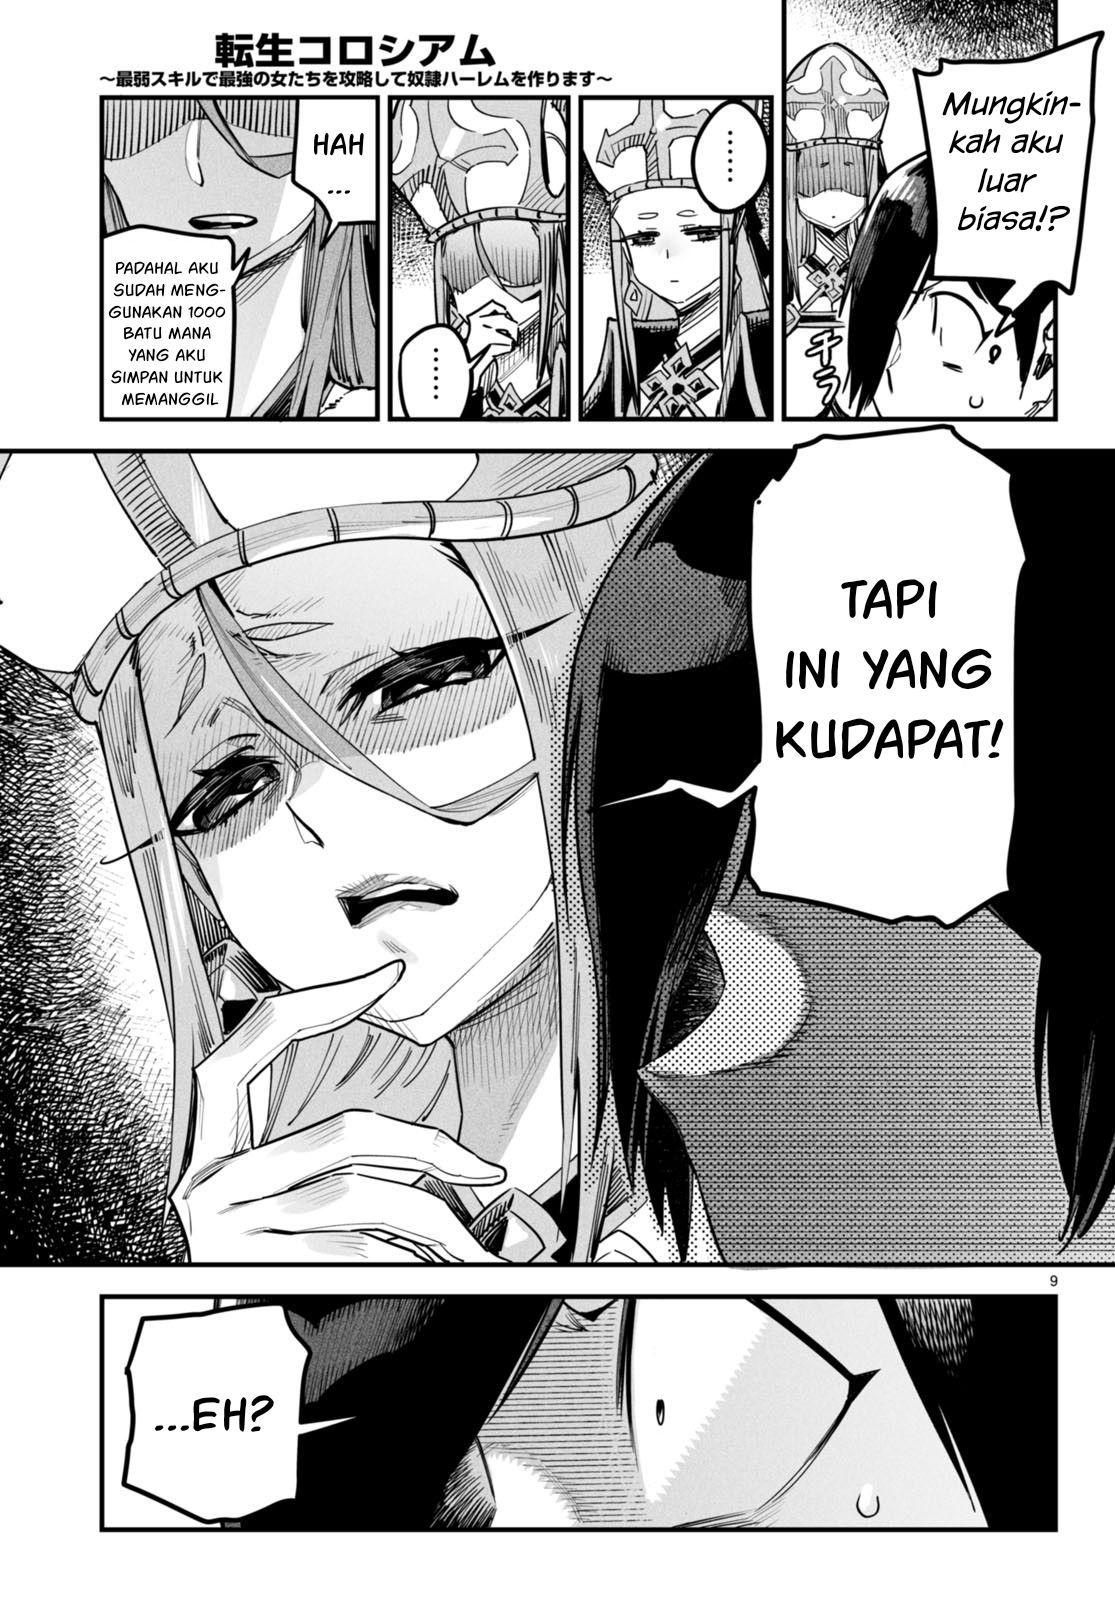 転生コロシアム
～最弱スキルで最強の女たちを攻略して奴隷ハーレムを作ります～
Mungkin-
kah aku
luar
biasa!?
チラ
……
……
HAH
...
PADAHAL AKU
SUDAH MENG-
GUNAKAN 1000
BATU MANA
YANG AKU
SIMPAN UNTUK
MEMANGGIL
TAPI
INI YANG
KUDAPAT!
9
...EH?